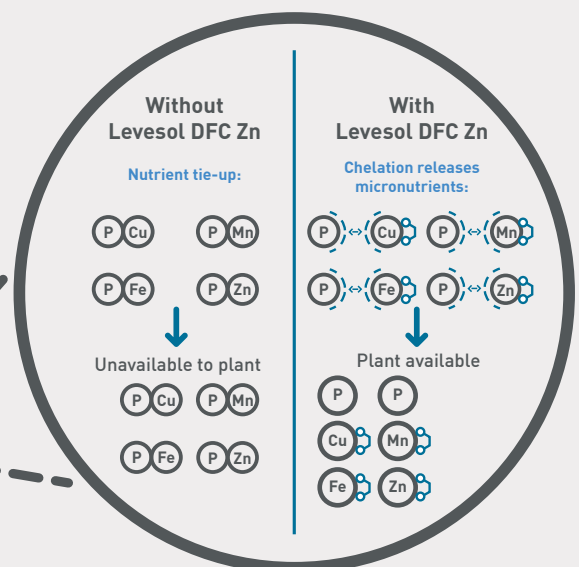 Without
Levesol DFC Zn
Nutrient tie-up:
P Cu P Mn
P Fe P Zn
Unavailable to plant
P Cu P Mn
P Fe P Zn
With
Levesol DFC Zn
Chelation releases
micronutrients:
P Cu P Mn
P Fe P Zn
Plant available
P P
Cu Mn
Fe Zn